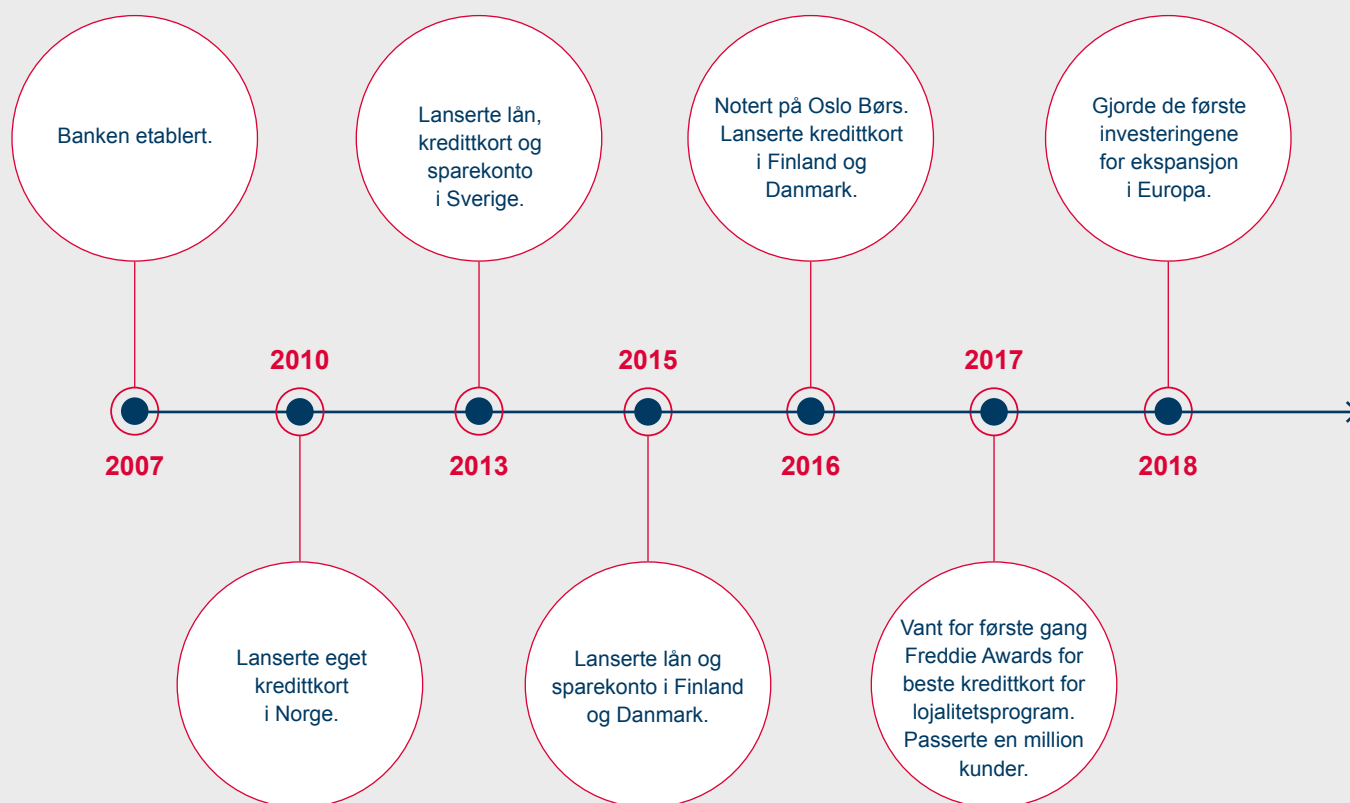 Banken etablert.
Lanserte lån,
kredittkort og
sparekonto
i Sverige.
Notert på Oslo Børs.
Lanserte kredittkort
i Finland og
Danmark.
Gjorde de første
investeringene
for ekspansjon
i Europa.
2010
2015
2017
2007
2013
2016
2018
Lanserte eget
kredittkort
i Norge.
Lanserte lån og
sparekonto i Finland
og Danmark.
Vant for første gang
Freddie Awards for
beste kredittkort for
lojalitetsprogram.
Passerte en million
kunder.